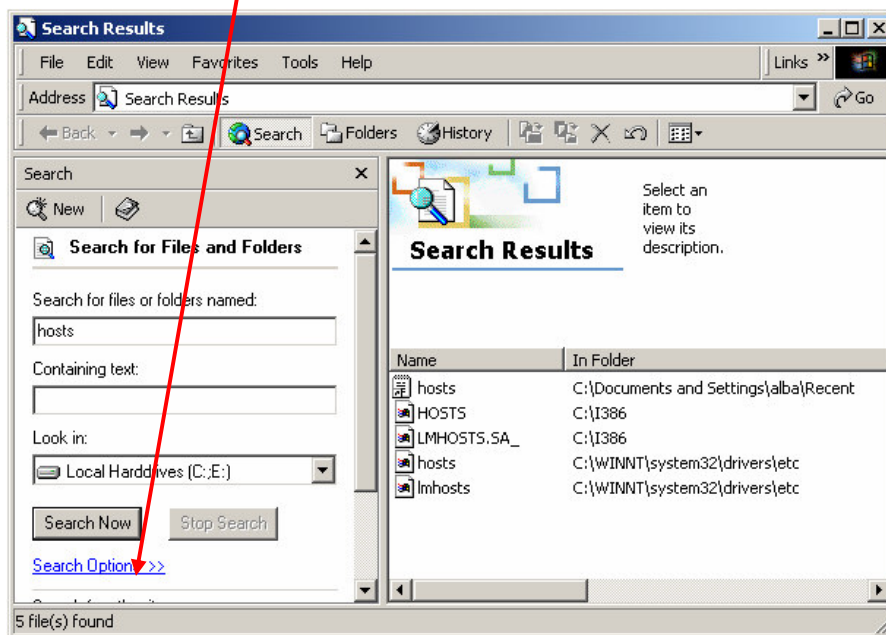 Search Results
File Edit View Favorites Tools Help Links »
Address Search Results Go
Back Search Folders History
Search
New
Search for Files and Folders
Search for files or folders named:
hosts
Containing text:
Look in:
Local Harddrives (C:;E:)
Search Now Stop Search
Search Options >>
Search Results
Select an
item to
view its
description.
Name In Folder
hosts C:\Documents and Settings\alba\Recent
HOSTS C:\I386
LMHOSTS.SA_ C:\I386
hosts C:\WINNT\system32\drivers\etc
lmhosts C:\WINNT\system32\drivers\etc
5 file(s) found